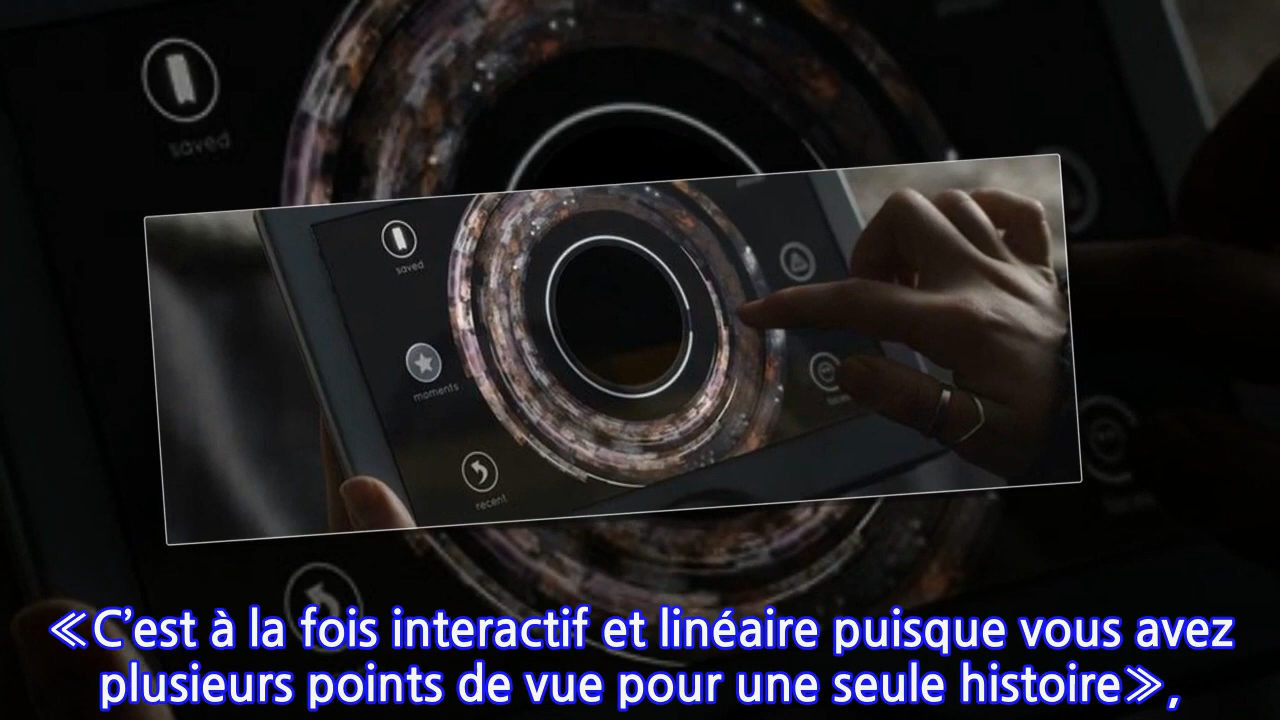 saved
saved
moments
recent
≪C’est à la fois interactif et linéaire puisque vous avez
plusieurs points de vue pour une seule histoire≫,